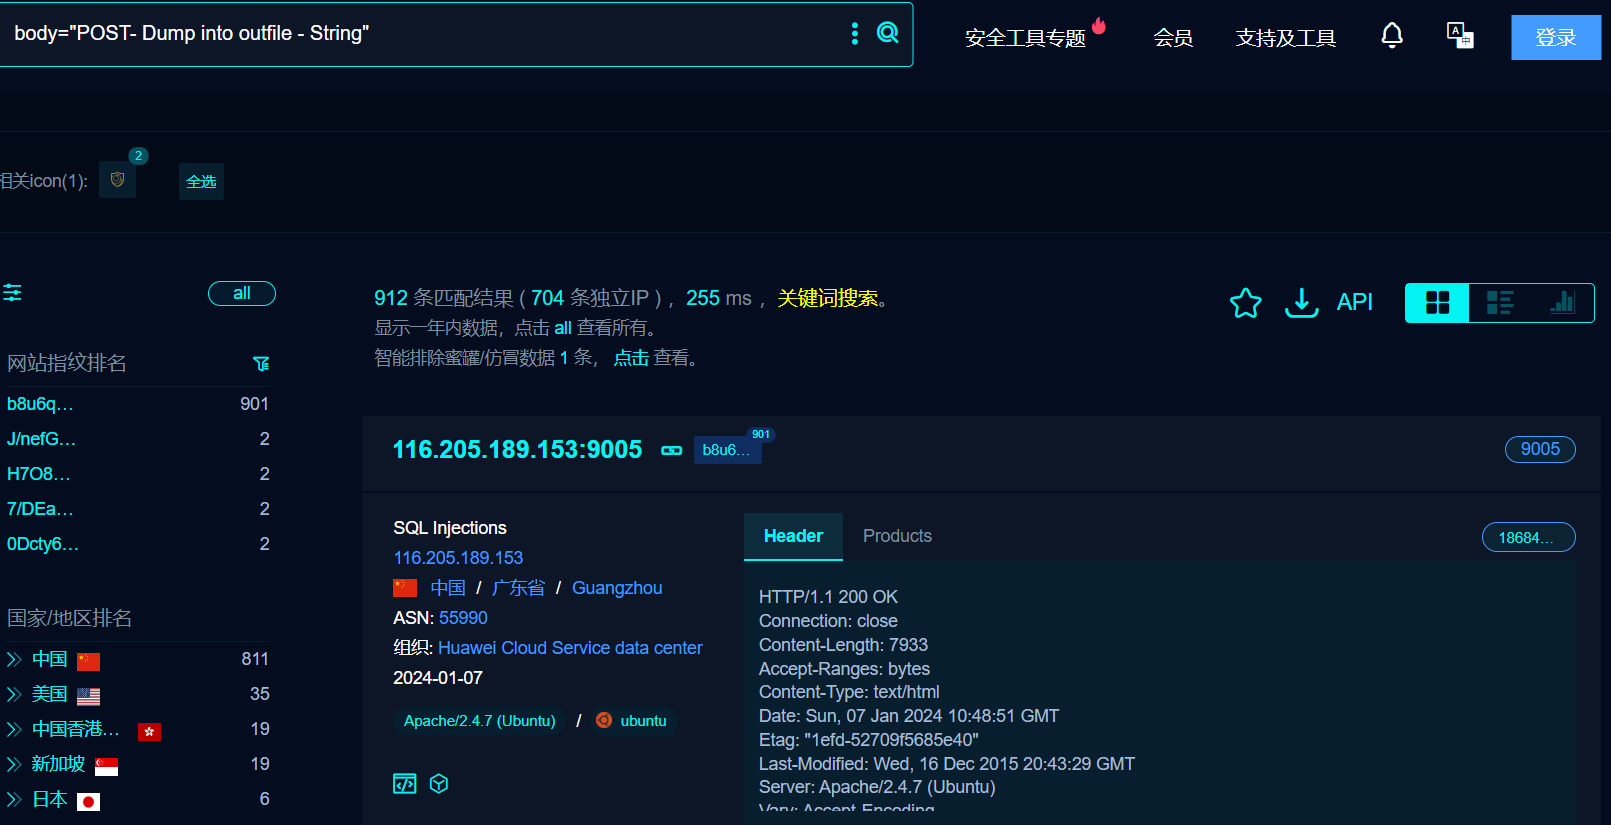 body="POST- Dump into outfile - String"
安全工具专题
会员
支持及工具
登录
相关icon(1):
2
全选
all
912 条匹配结果 ( 704 条独立IP ) ,  255 ms ,  关键词搜索。
显示一年内数据，点击 all 查看所有。
智能排除蜜罐/仿冒数据 1 条， 点击 查看。
API
网站指纹排名
b8u6q… 901
J/nefG… 2
H7O8… 2
7/DEa… 2
0Dcty6… 2
国家/地区排名
中国 811
美国 35
中国香港… 19
新加坡 19
日本 6
116.205.189.153:9005
b8u6…
901
9005
SQL Injections
116.205.189.153
中国 / 广东省 / Guangzhou
ASN: 55990
组织: Huawei Cloud Service data center
2024-01-07
Apache/2.4.7 (Ubuntu) / ubuntu
Header
Products
18684…
HTTP/1.1 200 OK
Connection: close
Content-Length: 7933
Accept-Ranges: bytes
Content-Type: text/html
Date: Sun, 07 Jan 2024 10:48:51 GMT
Etag: "1efd-52709f5685e40"
Last-Modified: Wed, 16 Dec 2015 20:43:29 GMT
Server: Apache/2.4.7 (Ubuntu)
Vary: Accept-Encoding